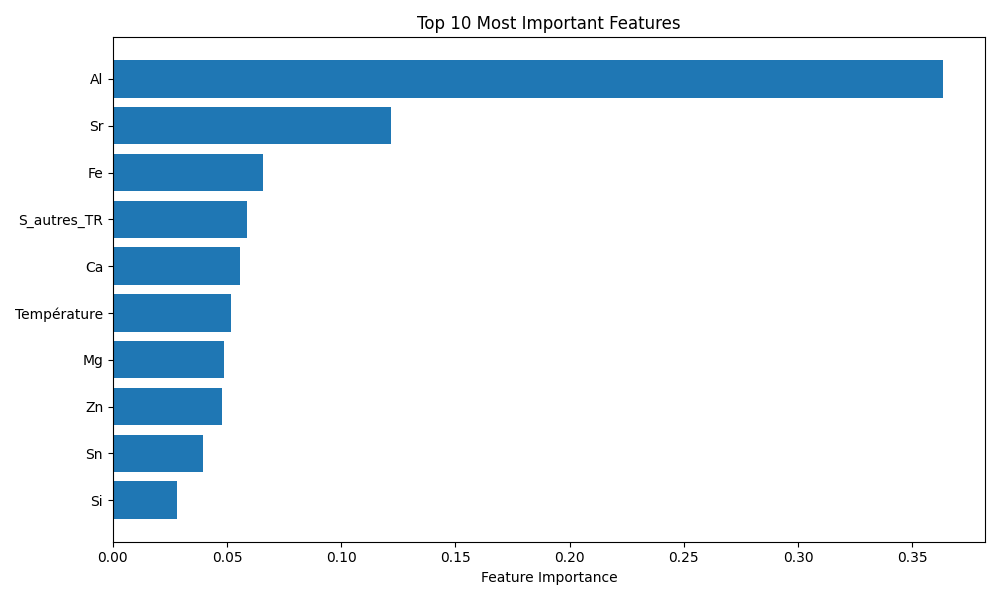 Top 10 Most Important Features
Al
Sr
Fe
S_autres_TR
Ca
Température
Mg
Zn
Sn
Si
0.00 0.05 0.10 0.15 0.20 0.25 0.30 0.35
Feature Importance